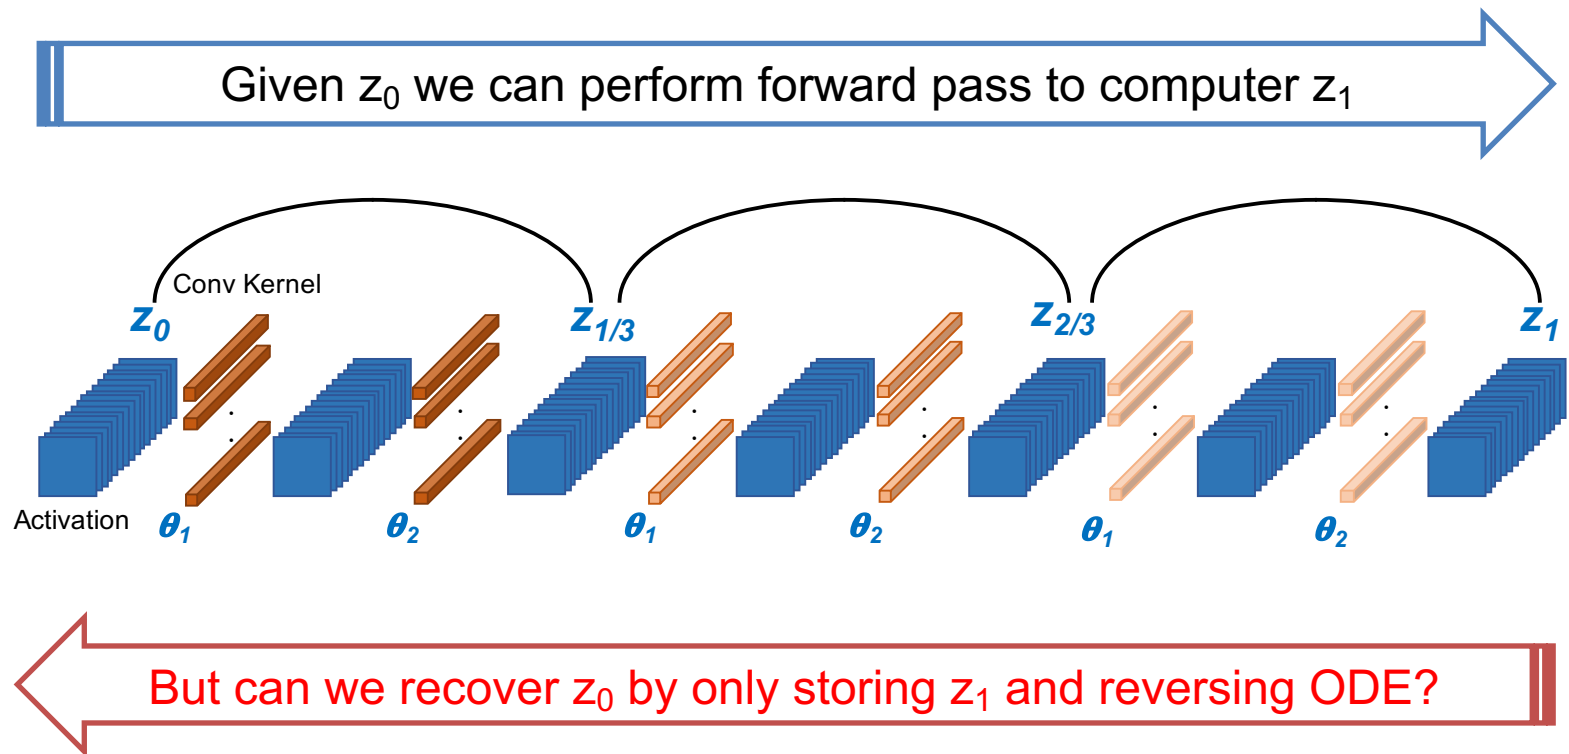 Given z₀ we can perform forward pass to computer z₁
Conv Kernel
z₀ z₁/₃ z₂/₃ z₁
Activation
θ₁ θ₂ θ₁ θ₂ θ₁ θ₂
But can we recover z₀ by only storing z₁ and reversing ODE?